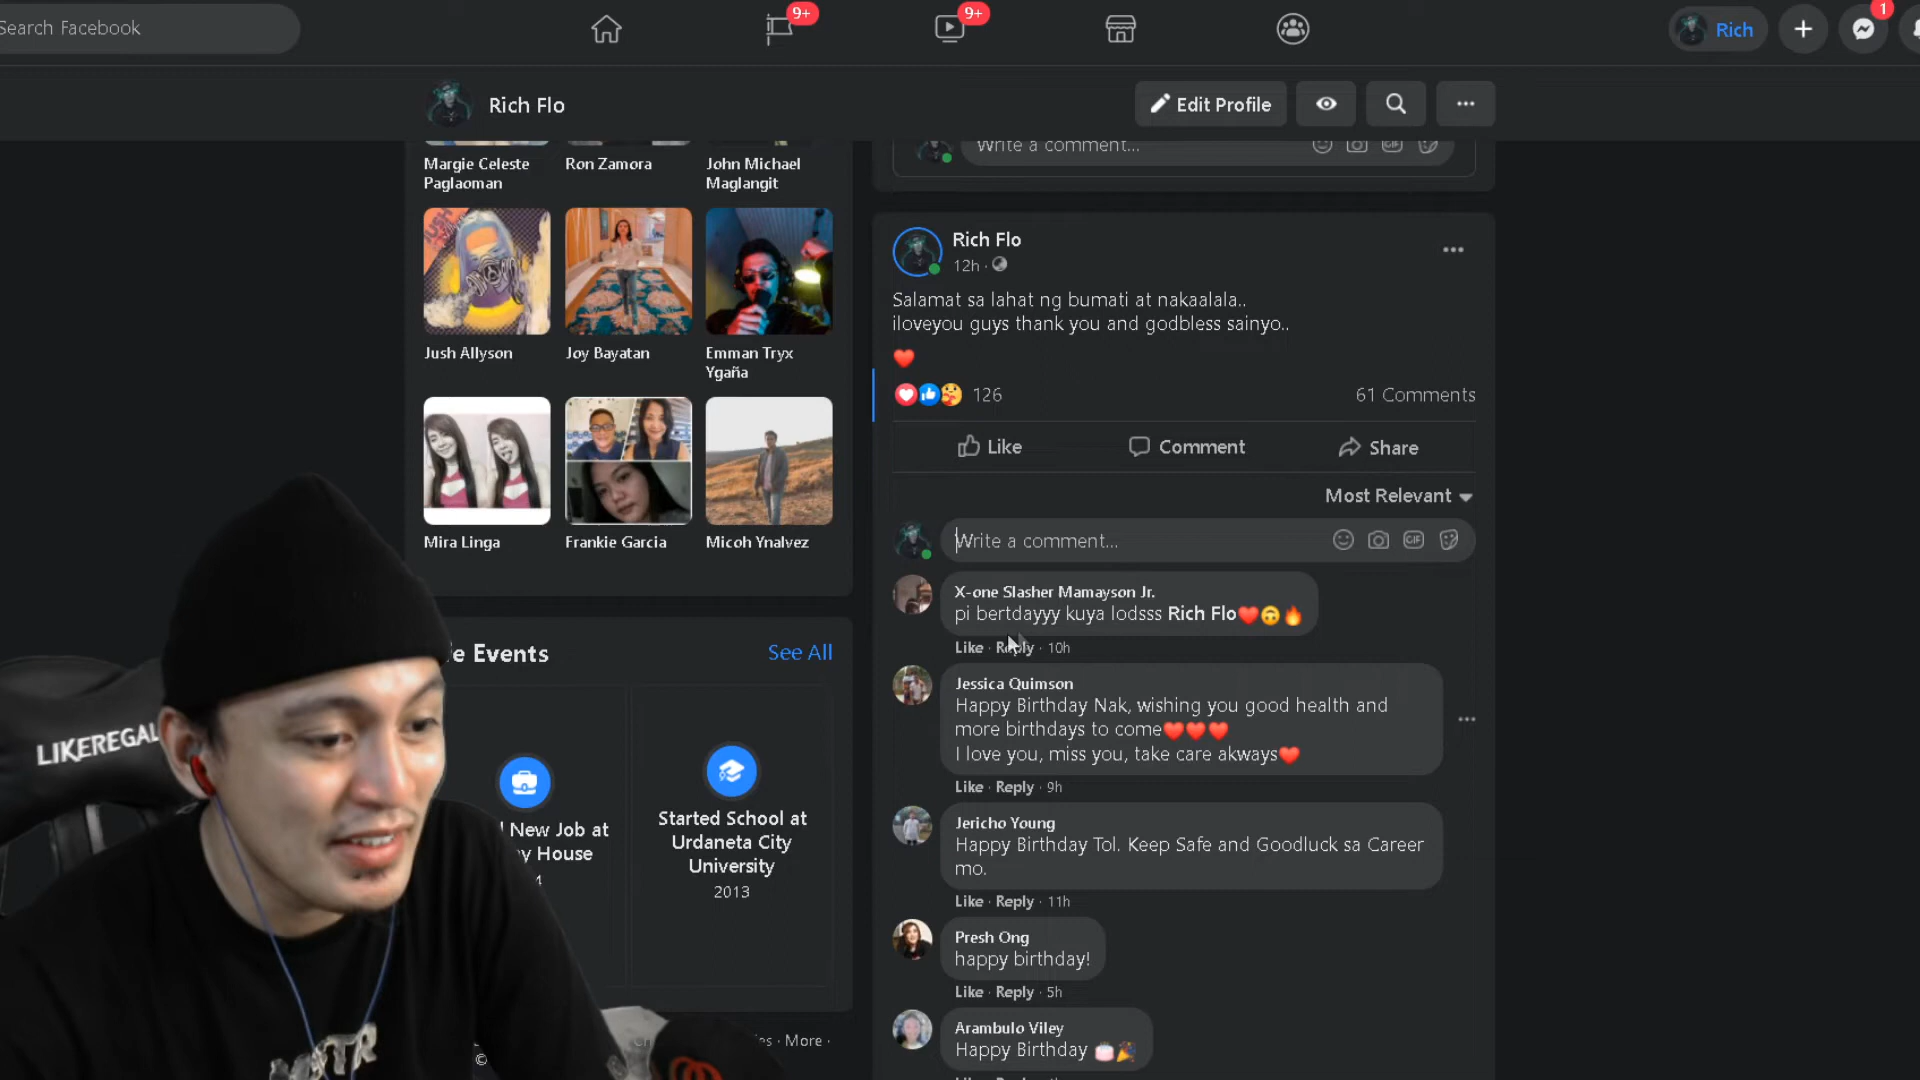 Search Facebook
9+
9+
Rich
1
Rich Flo
Edit Profile
Margie Celeste
Paglaoman
Ron Zamora
John Michael
Maglangit
Jush Allyson
Joy Bayatan
Emman Tryx
Ygaña
Mira Linga
Frankie Garcia
Micoh Ynalvez
Events
See All
New Job at
House
4
Started School at
Urdaneta City
University
2013
More ·
©
LIKEREGAL
Write a comment...
GIF
Rich Flo
12h ·
Salamat sa lahat ng bumati at nakaalala..
iloveyou guys thank you and godbless sainyo..
❤️
126
61 Comments
Like
Comment
Share
Most Relevant
Write a comment...
GIF
X-one Slasher Mamayson Jr.
pi bertdayyy kuya lodsss Rich Flo❤️🙃🔥
Like · Reply · 10h
Jessica Quimson
Happy Birthday Nak, wishing you good health and
more birthdays to come❤️❤️❤️
I love you, miss you, take care akways❤️
Like · Reply · 9h
Jericho Young
Happy Birthday Tol. Keep Safe and Goodluck sa Career
mo.
Like · Reply · 11h
Presh Ong
happy birthday!
Like · Reply · 5h
Arambulo Viley
Happy Birthday 🎂🎉